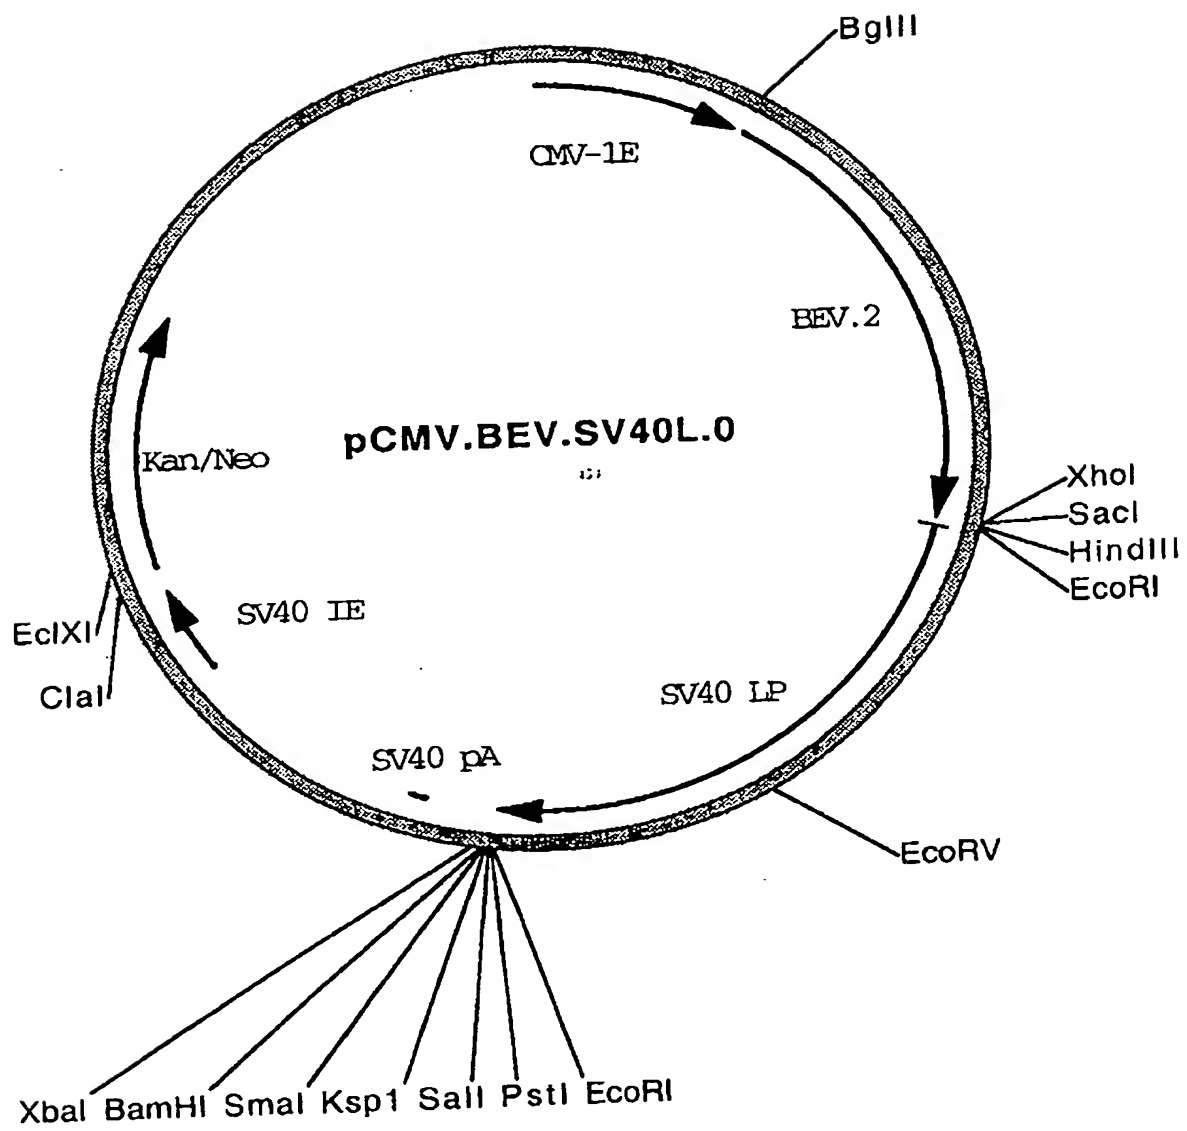 BglII
CMV-1E
BEV.2
pCMV.BEV.SV40L.0
Kan/Neo
XhoI
SacI
HindIII
EcoRI
SV40 IE
EclXI
ClaI
SV40 LP
SV40 pA
EcoRV
XbaI BamHI SmaI Ksp1 SalI PstI EcoRI